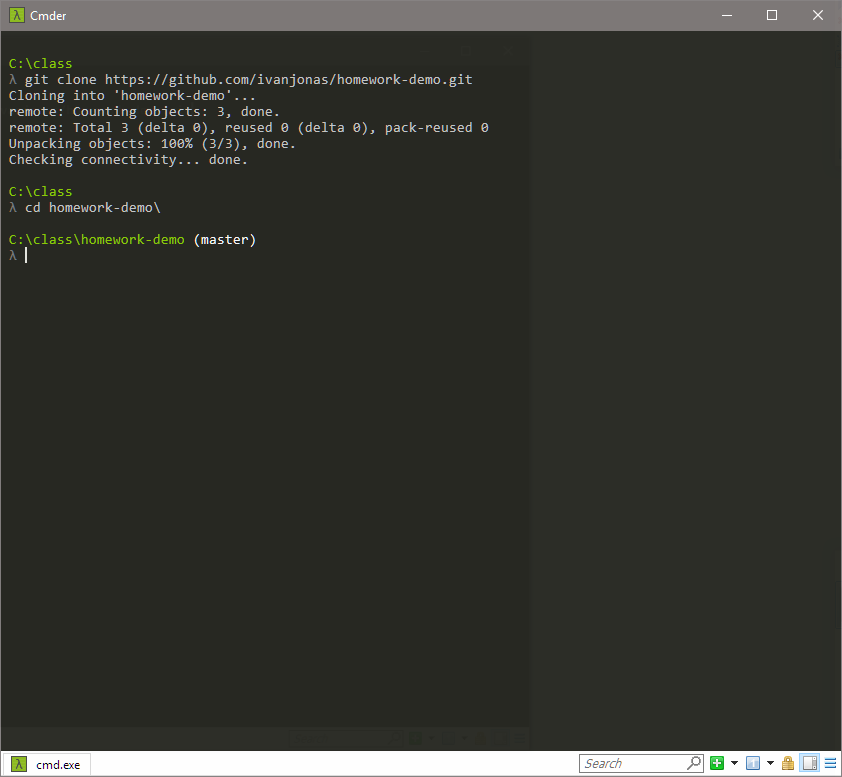 Cmder
C:\class
λ git clone https://github.com/ivanjonas/homework-demo.git
Cloning into 'homework-demo'...
remote: Counting objects: 3, done.
remote: Total 3 (delta 0), reused 0 (delta 0), pack-reused 0
Unpacking objects: 100% (3/3), done.
Checking connectivity... done.
C:\class
λ cd homework-demo\
C:\class\homework-demo (master)
λ
cmd.exe
Search